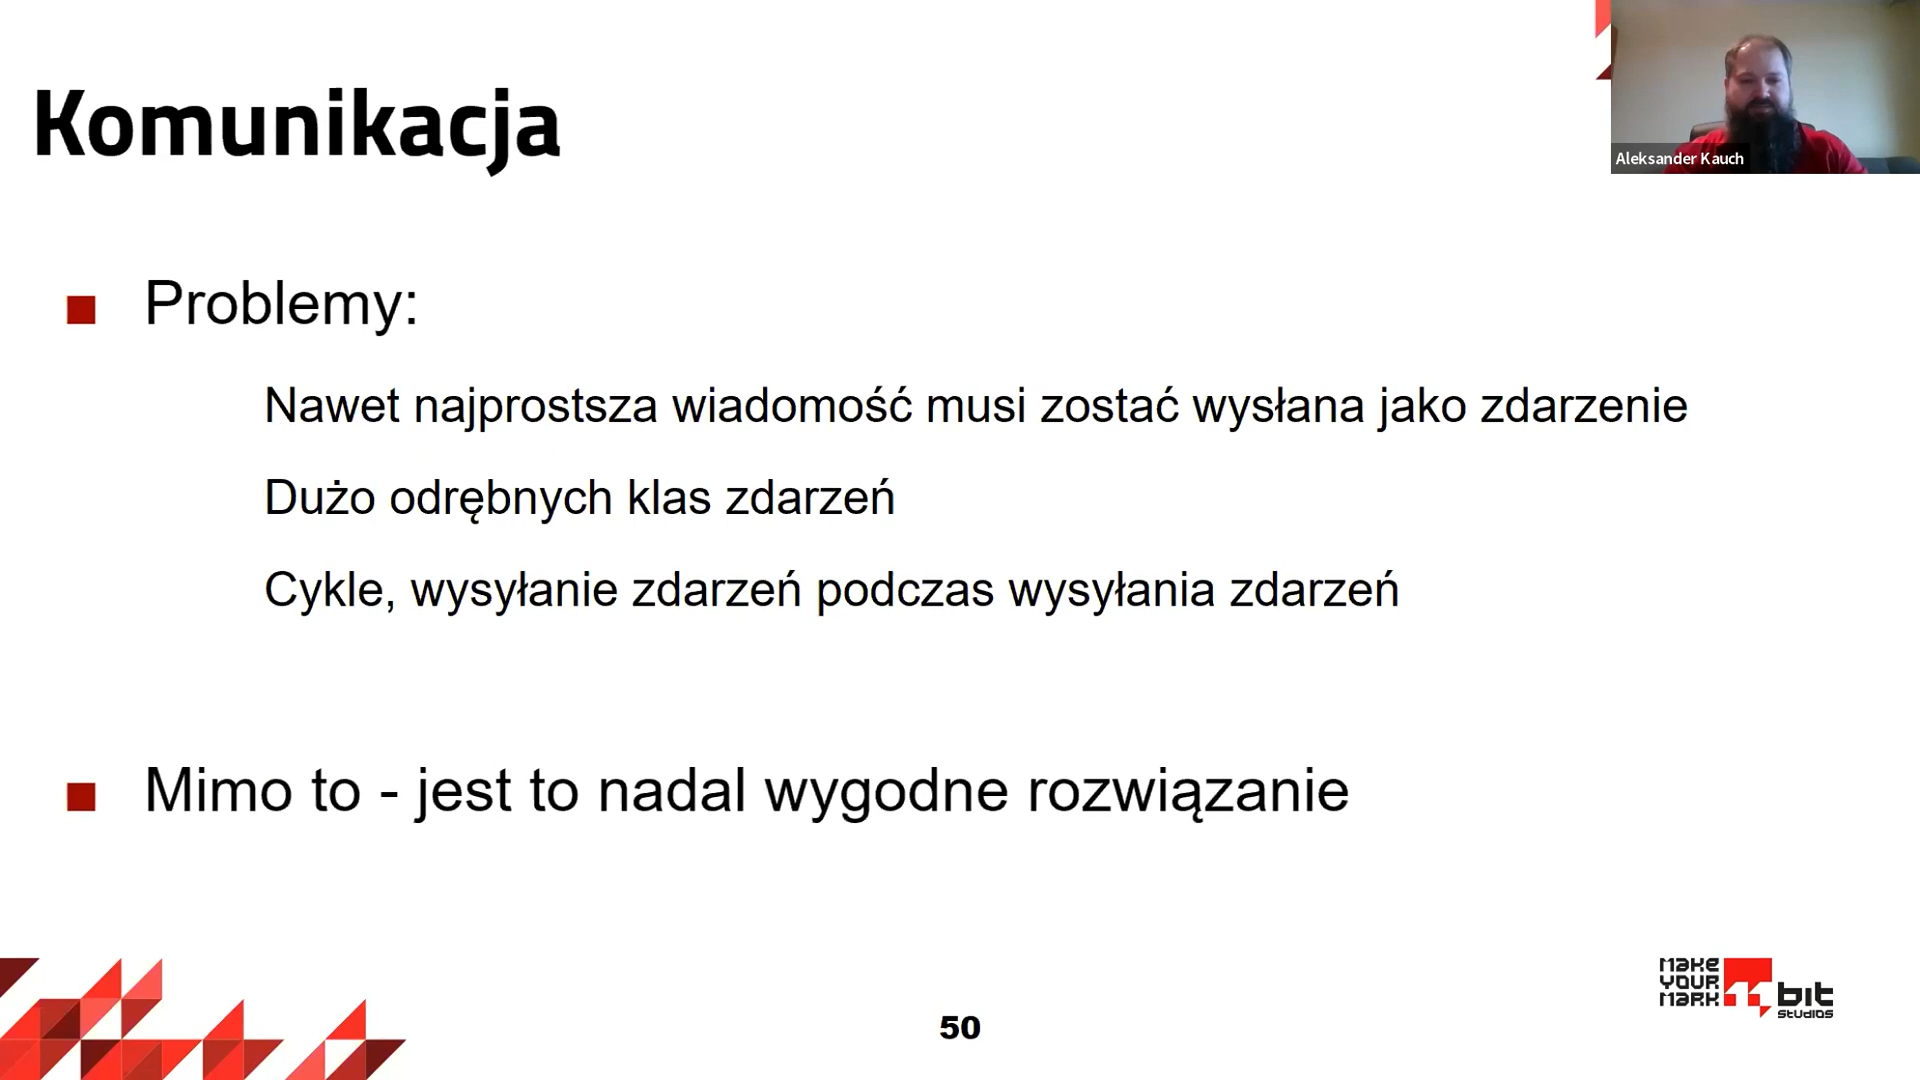 Komunikacja
Aleksander Kauch
Problemy:
Nawet najprostsza wiadomość musi zostać wysłana jako zdarzenie
Dużo odrębnych klas zdarzeń
Cykle, wysyłanie zdarzeń podczas wysyłania zdarzeń
Mimo to - jest to nadal wygodne rozwiązanie
MAKE
YOUR
MARK
11 bit
studios
50